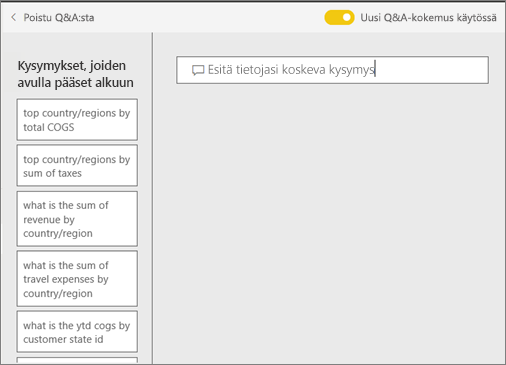 Poistu Q&A:sta
Uusi Q&A-kokemus käytössä
Kysymykset, joiden
avulla pääset alkuun
top country/regions by
total COGS
top country/regions by
sum of taxes
what is the sum of
revenue by
country/region
what is the sum of
travel expenses by
country/region
what is the ytd cogs by
customer state id
Esitä tietojasi koskeva kysymys